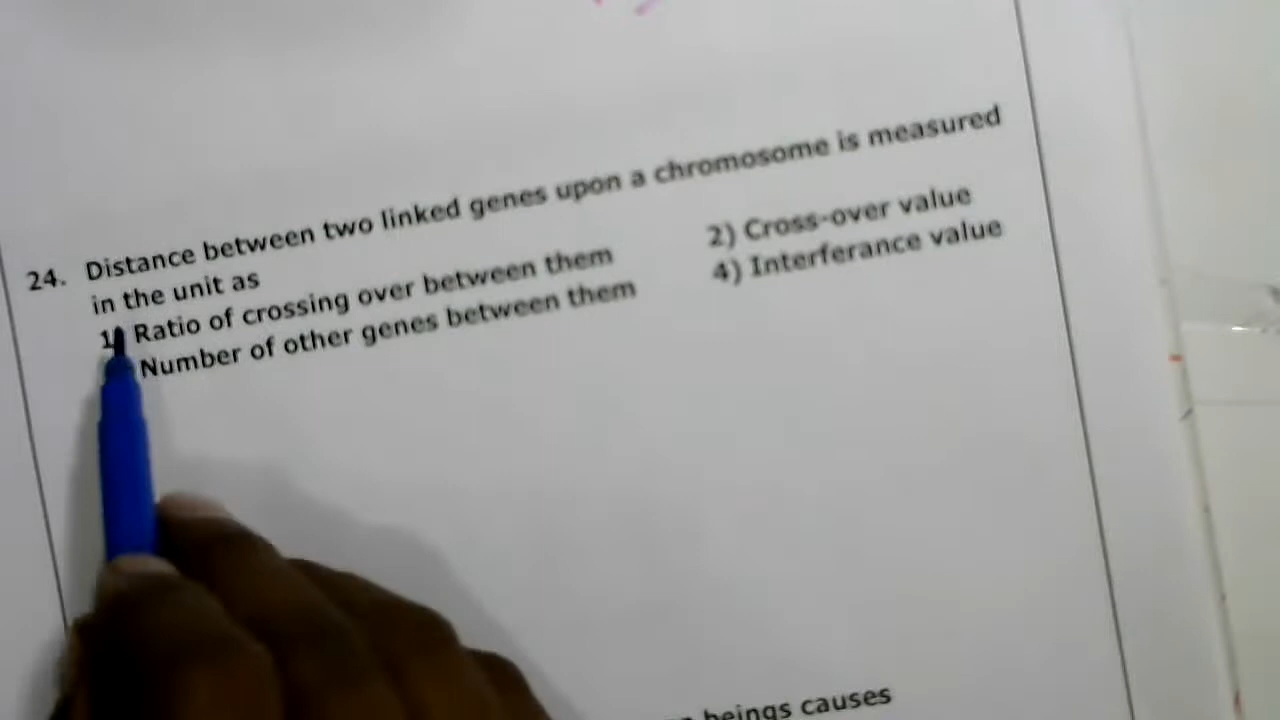 24. Distance between two linked genes upon a chromosome is measured
in the unit as
1) Ratio of crossing over between them 2) Cross-over value
Number of other genes between them 4) Interferance value
beings causes